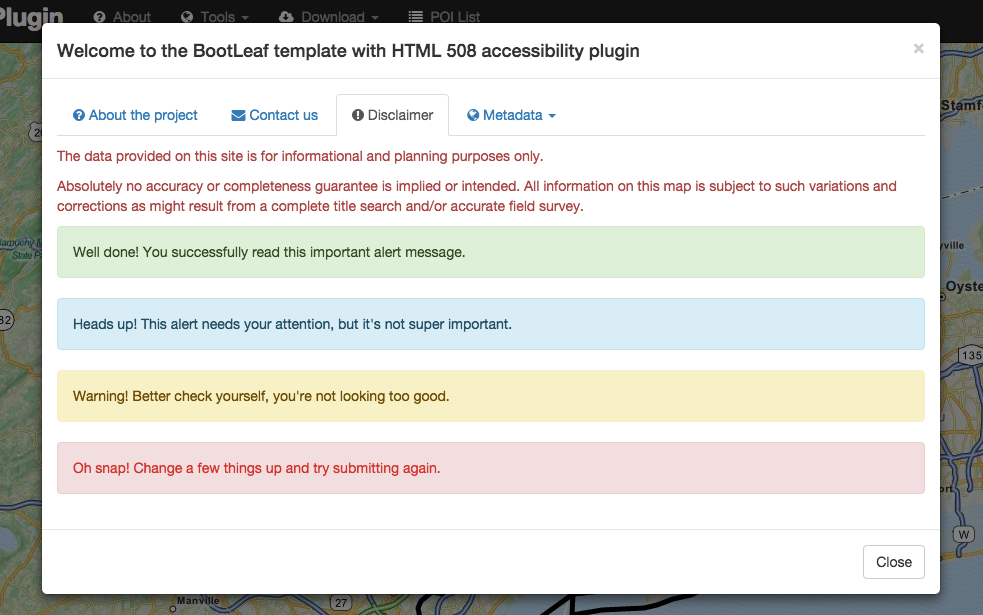 Plugin About Tools Download POI List
Welcome to the BootLeaf template with HTML 508 accessibility plugin ×
About the project Contact us Disclaimer Metadata
The data provided on this site is for informational and planning purposes only.
Absolutely no accuracy or completeness guarantee is implied or intended. All information on this map is subject to such variations and
corrections as might result from a complete title search and/or accurate field survey.
Well done! You successfully read this important alert message.
Heads up! This alert needs your attention, but it's not super important.
Warning! Better check yourself, you're not looking too good.
Oh snap! Change a few things up and try submitting again.
Close
Stamf
yville
Oyste
135
W
Manville
27